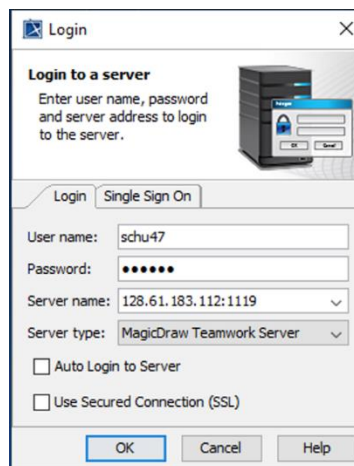 Login
Login to a server
Enter user name, password
and server address to login
to the server.
Login
Single Sign On
User name: schu47
Password: ●●●●●●
Server name: 128.61.183.112:1119
Server type: MagicDraw Teamwork Server
Auto Login to Server
Use Secured Connection (SSL)
OK
Cancel
Help